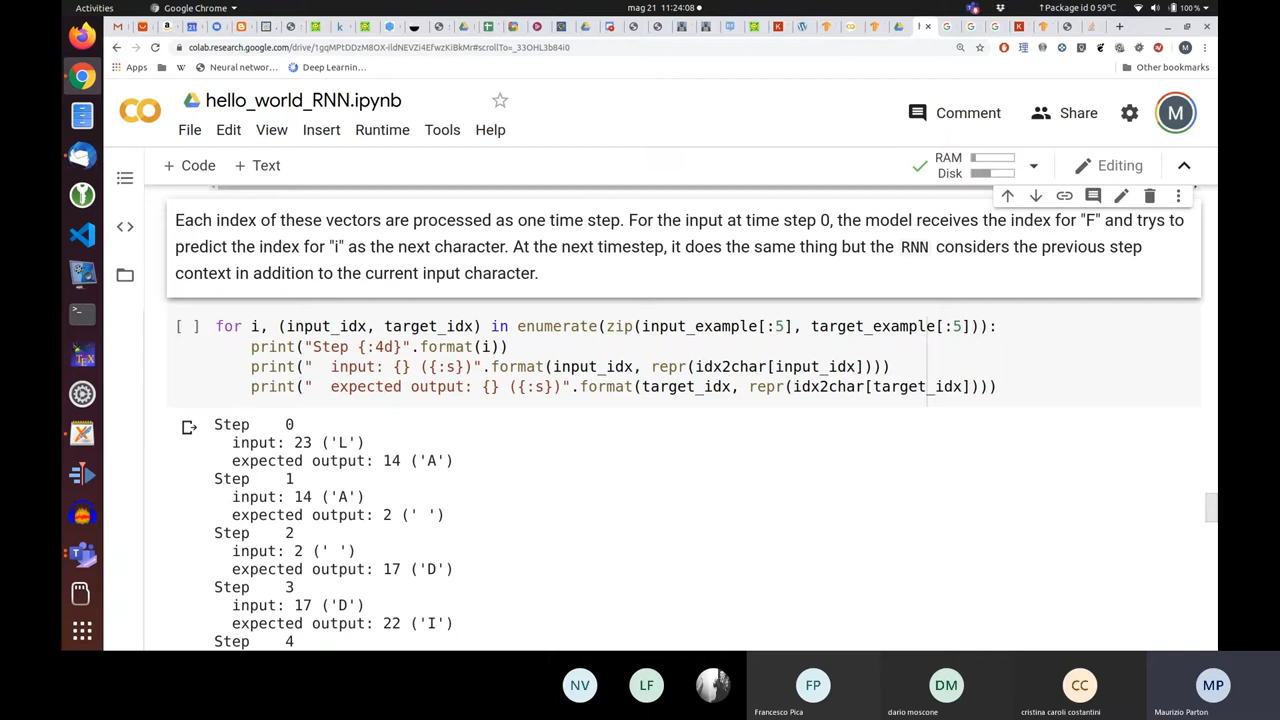 Activities
Google Chrome
mag 21 11:24:08
Package id 0 59°C
100 %
colab.research.google.com/drive/1gqMPtDDzM8OX-ildNEVZi4EfwzKiBkMr#scrollTo=_33OHL3b84i0
Apps
Neural networ...
Deep Learnin...
Other bookmarks
hello_world_RNN.ipynb
Comment
Share
M
File Edit View Insert Runtime Tools Help
+ Code + Text
RAM
Disk
Editing
Each index of these vectors are processed as one time step. For the input at time step 0, the model receives the index for "F" and trys to
predict the index for "i" as the next character. At the next timestep, it does the same thing but the RNN considers the previous step
context in addition to the current input character.
[ ] for i, (input_idx, target_idx) in enumerate(zip(input_example[:5], target_example[:5])):
print("Step {:4d}".format(i))
print("  input: {} ({:s})".format(input_idx, repr(idx2char[input_idx])))
print("  expected output: {} ({:s})".format(target_idx, repr(idx2char[target_idx])))
Step    0
input: 23 ('L')
expected output: 14 ('A')
Step    1
input: 14 ('A')
expected output: 2 (' ')
Step    2
input: 2 (' ')
expected output: 17 ('D')
Step    3
input: 17 ('D')
expected output: 22 ('I')
Step    4
NV
LF
FP
DM
CC
MP
Francesco Pica
dario moscone
cristina caroli costantini
Maurizio Parton